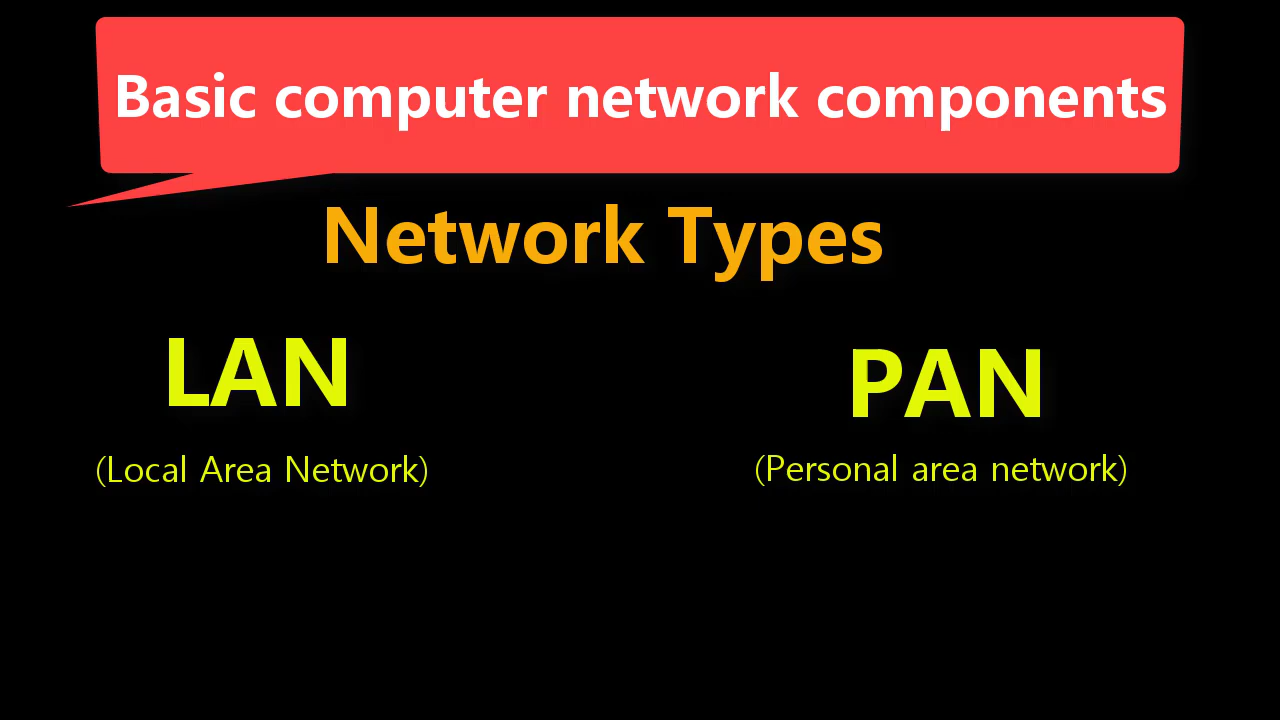 Basic computer network components
Network Types
LAN
(Local Area Network)
PAN
(Personal area network)